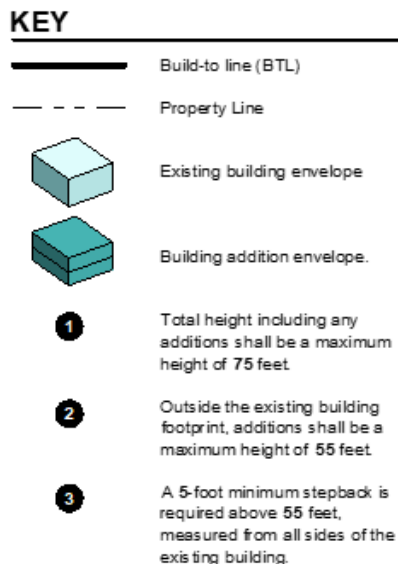 KEY
Build-to line (BTL)
Property Line
Existing building envelope
Building addition envelope.
1
Total height including any
additions shall be a maximum
height of 75 feet.
2
Outside the existing building
footprint, additions shall be a
maximum height of 55 feet.
3
A 5-foot minimum stepback is
required above 55 feet,
measured from all sides of the
existing building.